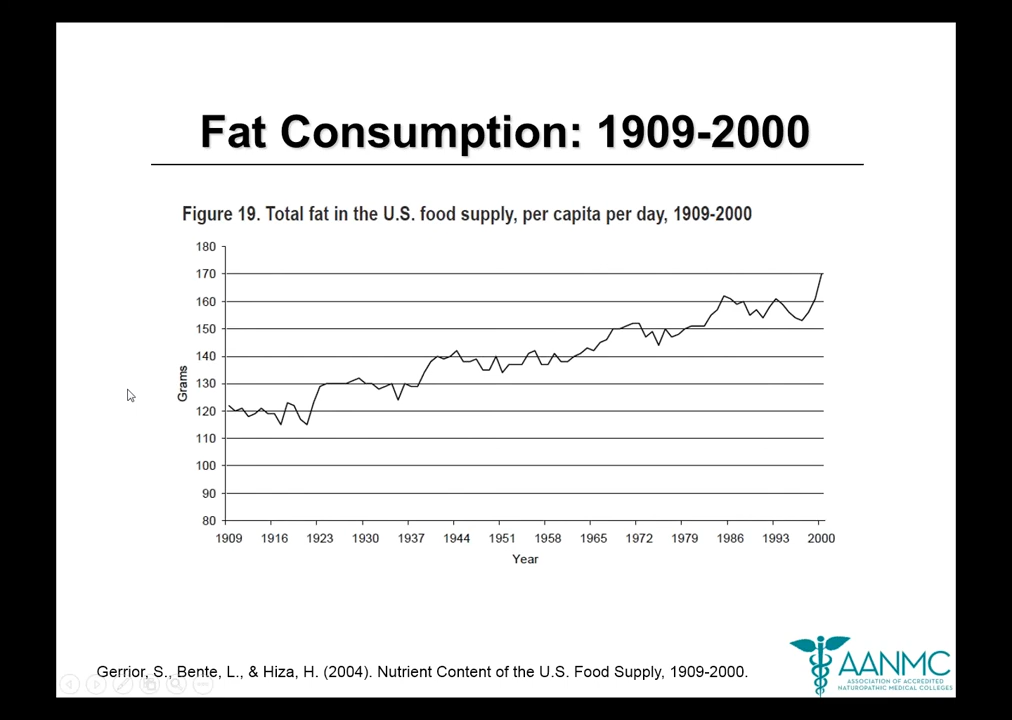 Fat Consumption: 1909-2000
Figure 19. Total fat in the U.S. food supply, per capita per day, 1909-2000
180
170
160
150
140
130
120
110
100
90
80
Grams
1909 1916 1923 1930 1937 1944 1951 1958 1965 1972 1979 1986 1993 2000
Year
Gerrior, S., Bente, L., & Hiza, H. (2004). Nutrient Content of the U.S. Food Supply, 1909-2000.
AANMC
ASSOCIATION OF ACCREDITED
NATUROPATHIC MEDICAL COLLEGES